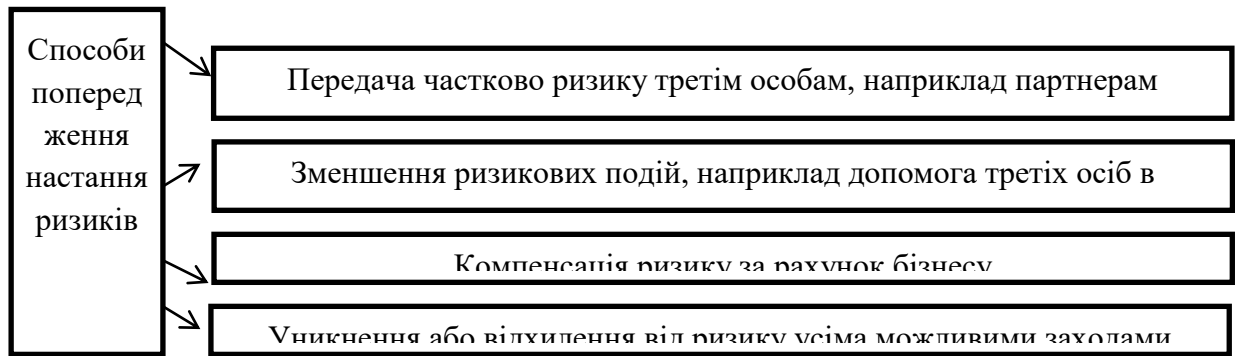 Способи
поперед
ження
настання
ризиків
Передача частково ризику третім особам, наприклад партнерам
Зменшення ризикових подій, наприклад допомога третіх осіб в
Компенсація ризику за рахунок бізнесу
Уникнення або відхилення від ризику усіма можливими заходами